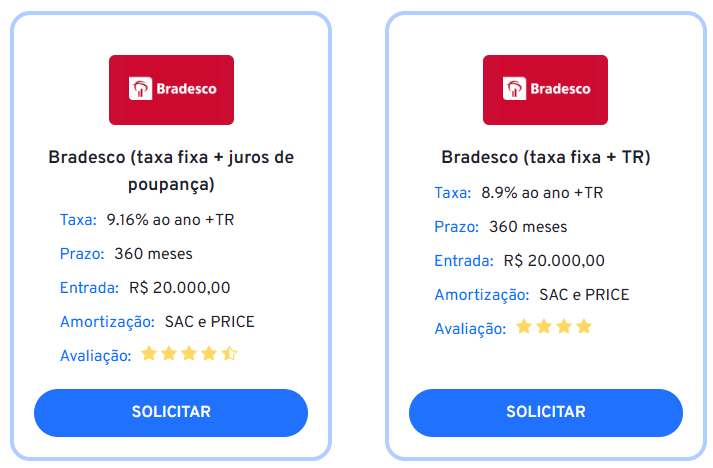 Bradesco
Bradesco (taxa fixa + juros de
poupança)
Taxa: 9.16% ao ano +TR
Prazo: 360 meses
Entrada: R$ 20.000,00
Amortização: SAC e PRICE
Avaliação:
SOLICITAR
Bradesco
Bradesco (taxa fixa + TR)
Taxa: 8.9% ao ano +TR
Prazo: 360 meses
Entrada: R$ 20.000,00
Amortização: SAC e PRICE
Avaliação:
SOLICITAR